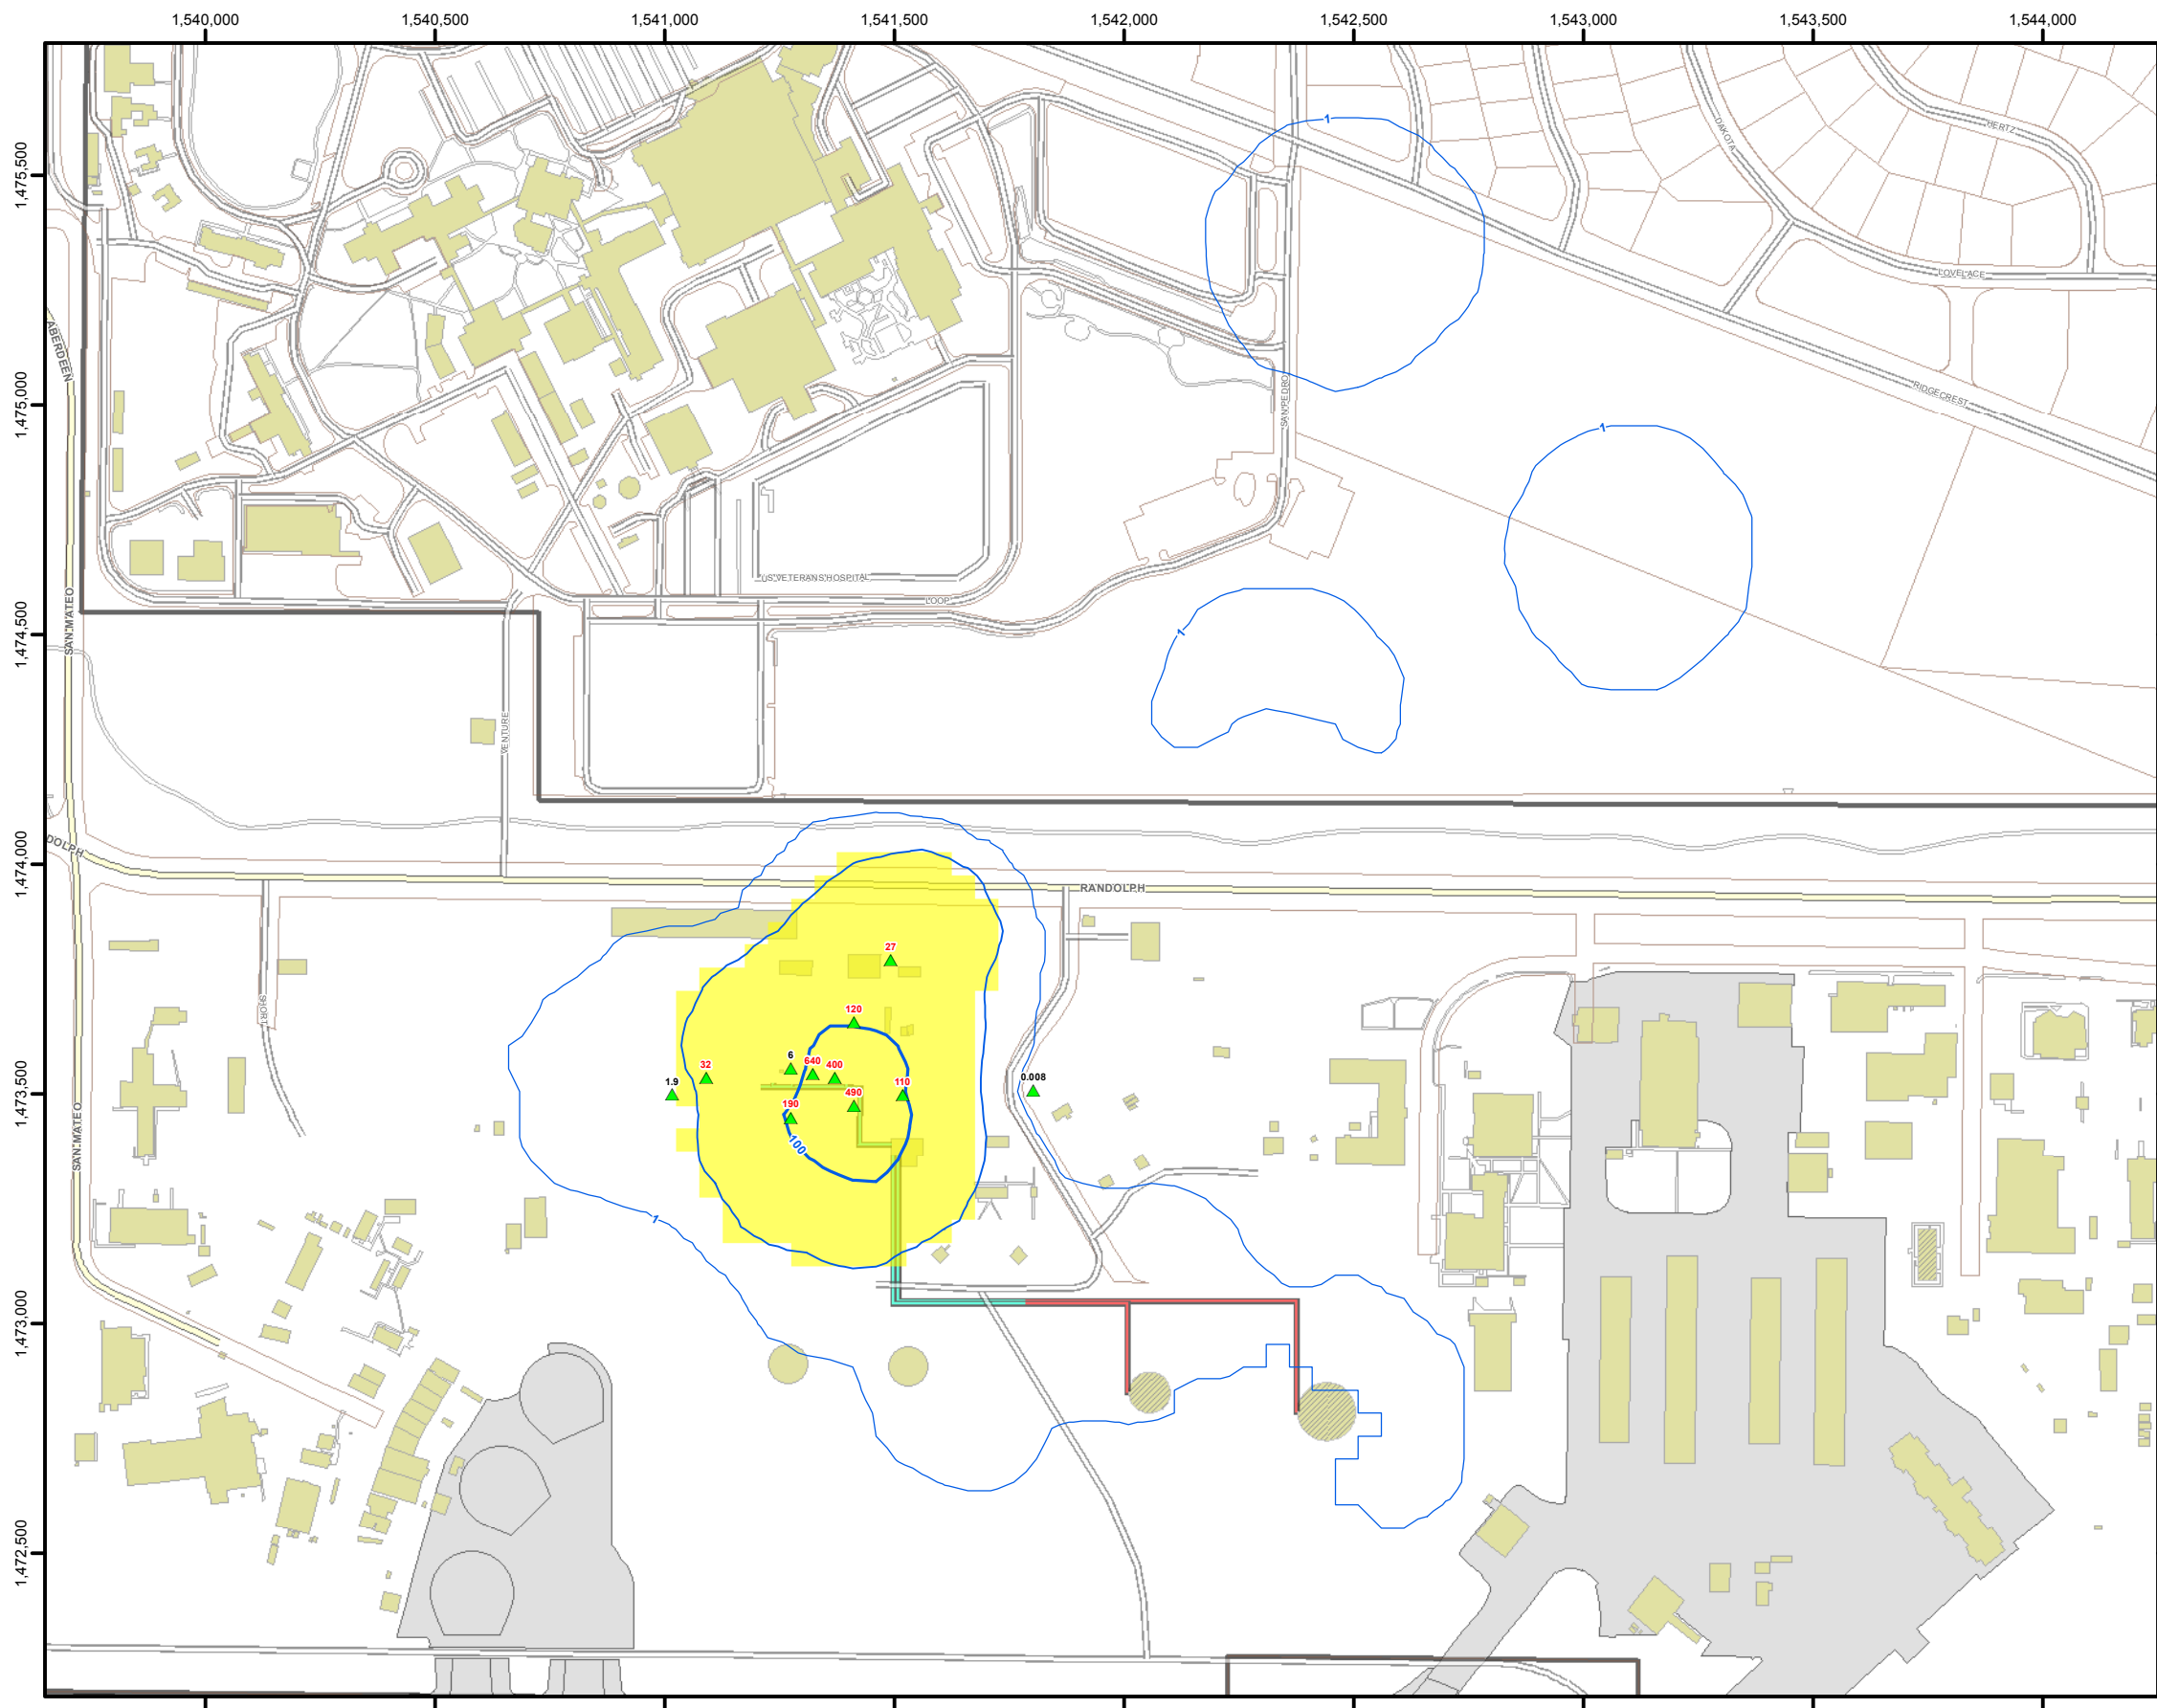 1,540,000
1,540,500
1,541,000
1,541,500
1,542,000
1,542,500
1,543,000
1,543,500
1,544,000
1,475,500
1,475,000
1,474,500
1,474,000
1,473,500
1,473,000
1,472,500
1
DAKOTA
HERTZ
LOVELACE
ABERDEEN
RIDGECREST
SAN PEDRO
1
US VETERANS HOSPITAL
LOOP
SAN MATEO
1
VENTURE
DOLPH
RANDOLPH
27
SHORT
120
6
640
400
32
1.9
110
0.008
490
190
100
SAN MATEO
1